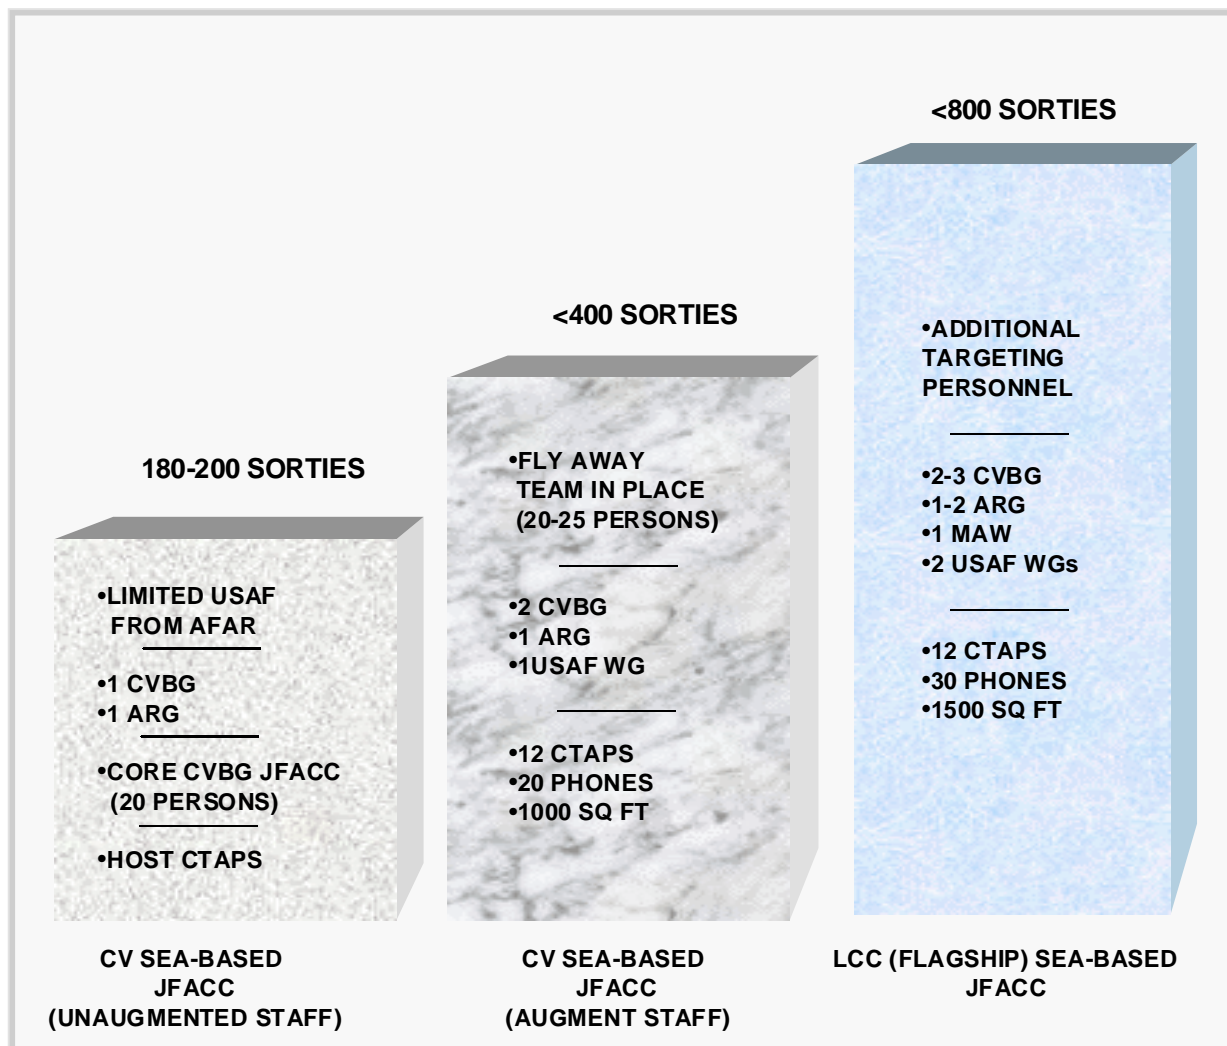 180-200 SORTIES
•LIMITED USAF
FROM AFAR
•1 CVBG
•1 ARG
•CORE CVBG JFACC
(20 PERSONS)
•HOST CTAPS
CV SEA-BASED
JFACC
(UNAUGMENTED STAFF)
<400 SORTIES
•FLY AWAY
TEAM IN PLACE
(20-25 PERSONS)
•2 CVBG
•1 ARG
•1USAF WG
•12 CTAPS
•20 PHONES
•1000 SQ FT
CV SEA-BASED
JFACC
(AUGMENT STAFF)
<800 SORTIES
•ADDITIONAL
TARGETING
PERSONNEL
•2-3 CVBG
•1-2 ARG
•1 MAW
•2 USAF WGs
•12 CTAPS
•30 PHONES
•1500 SQ FT
LCC (FLAGSHIP) SEA-BASED
JFACC